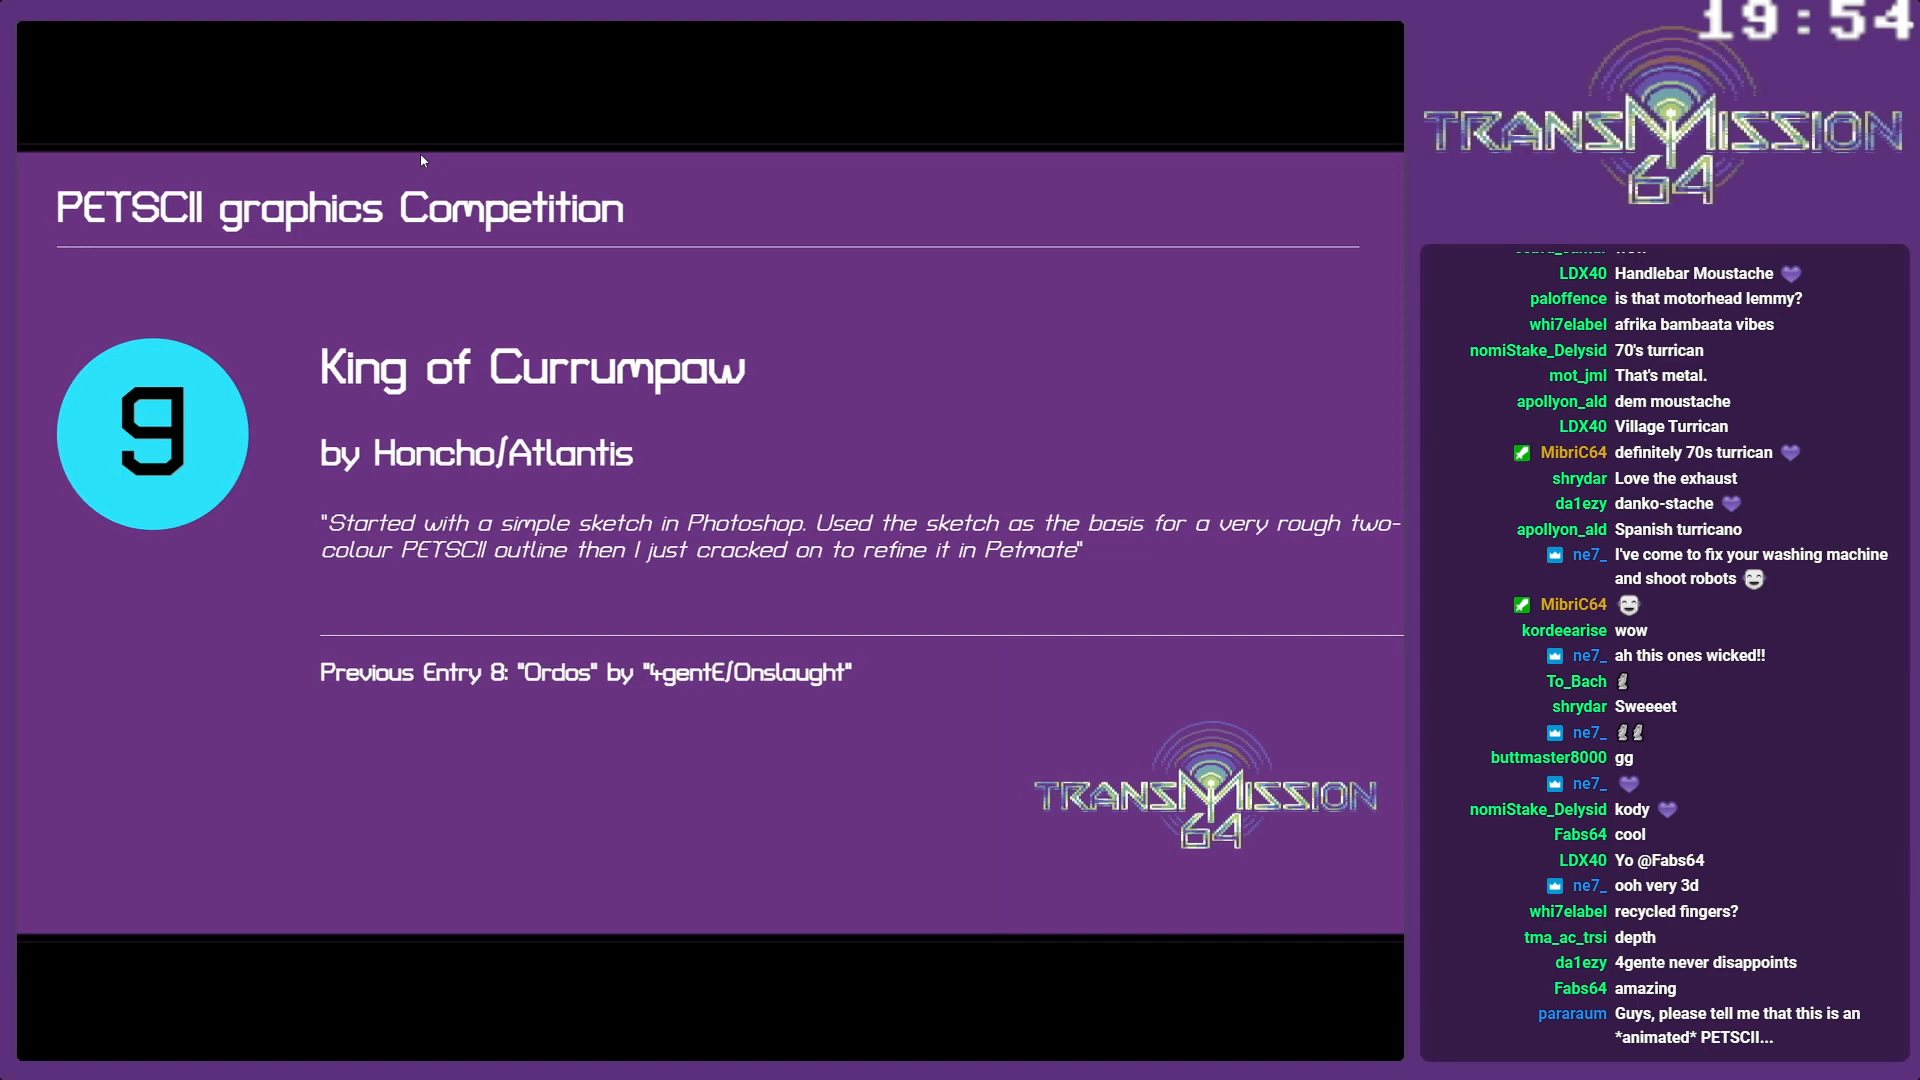 19:54
TRANSMISSION
64
PETSCII graphics Competition
9
King of Currumpaw
by Honcho/Atlantis
"Started with a simple sketch in Photoshop. Used the sketch as the basis for a very rough two-
colour PETSCII outline then I just cracked on to refine it in Petmate"
Previous Entry 8: "Ordos" by "4gentE/Onslaught"
TRANSMISSION
64
LDX40 Handlebar Moustache
paloffence is that motorhead lemmy?
whi7elabel afrika bambaata vibes
nomiStake_Delysid 70's turrican
mot_jml That's metal.
apollyon_ald dem moustache
LDX40 Village Turrican
MibriC64 definitely 70s turrican
shrydar Love the exhaust
da1ezy danko-stache
apollyon_ald Spanish turricano
ne7_ I've come to fix your washing machine
and shoot robots
MibriC64
kordeearise wow
ne7_ ah this ones wicked!!
To_Bach
shrydar Sweeeet
ne7_
buttmaster8000 gg
ne7_
nomiStake_Delysid kody
Fabs64 cool
LDX40 Yo @Fabs64
ne7_ ooh very 3d
whi7elabel recycled fingers?
tma_ac_trsi depth
da1ezy 4gente never disappoints
Fabs64 amazing
pararaum Guys, please tell me that this is an
*animated* PETSCII...